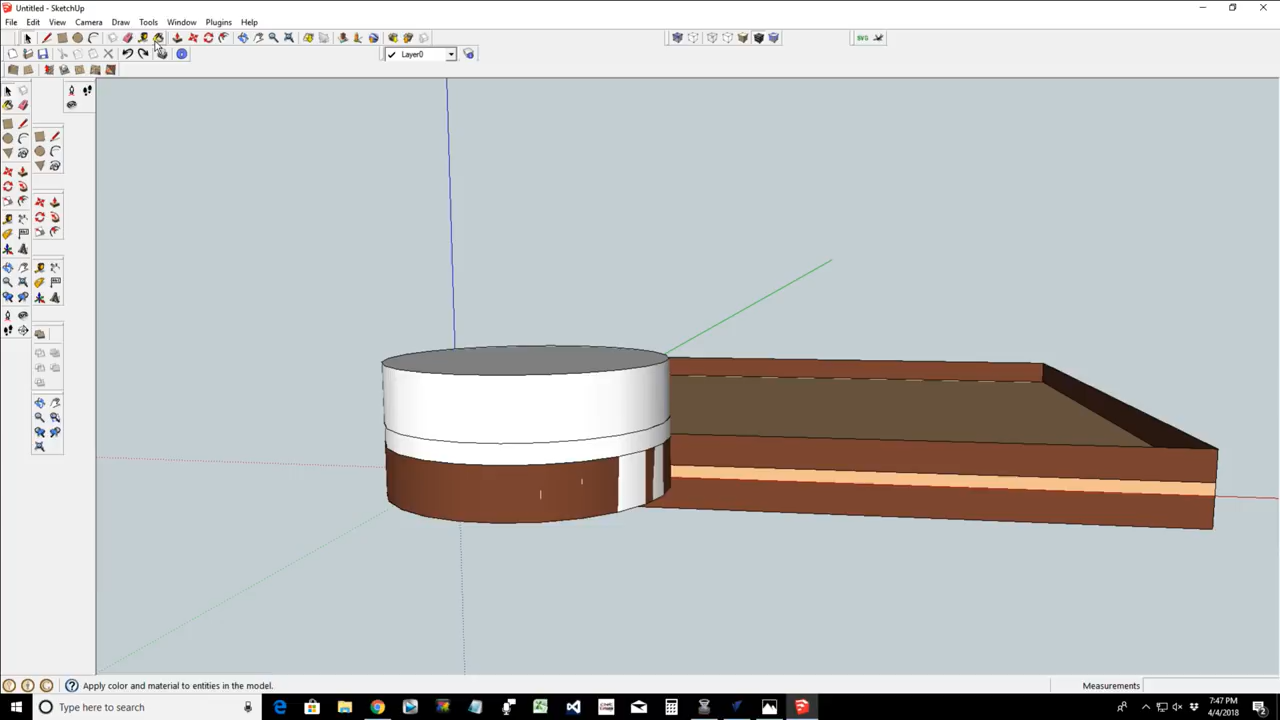 Untitled - SketchUp
File Edit View Camera Draw Tools Window Plugins Help
SVG
Layer0
Apply color and material to entities in the model.
Measurements
Type here to search
7:47 PM
4/4/2018